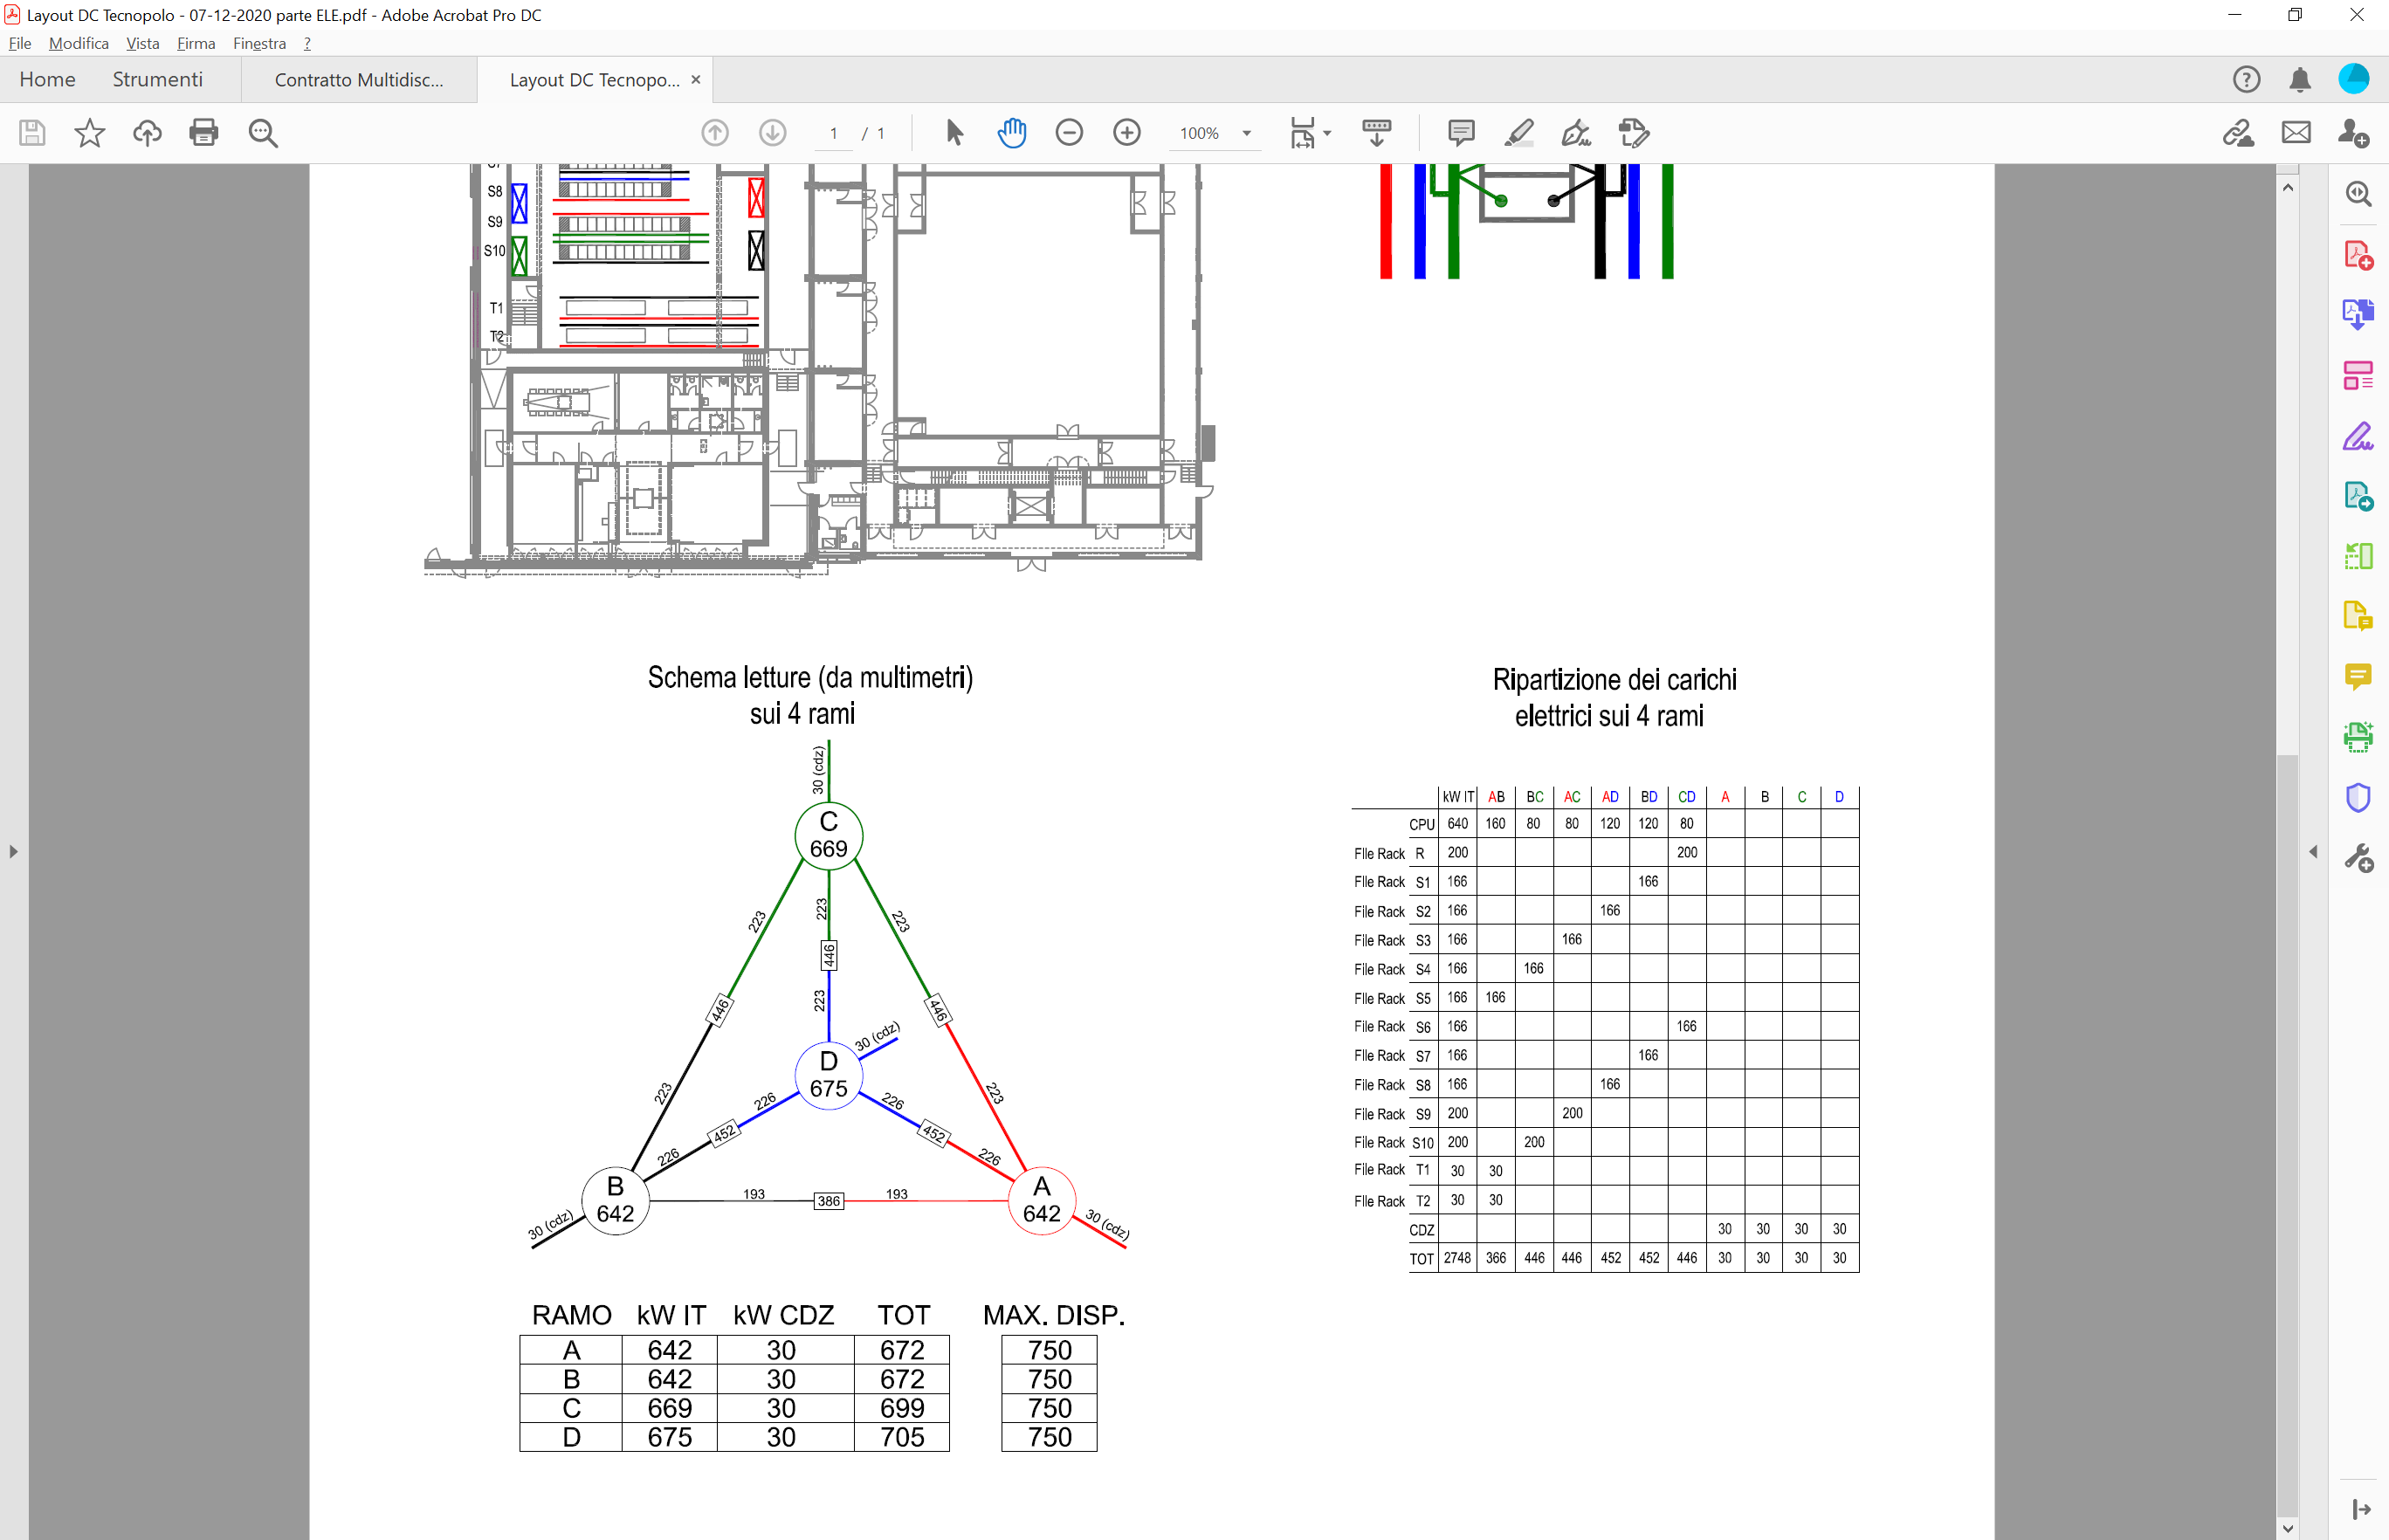 Layout DC Tecnopolo - 07-12-2020 parte ELE.pdf - Adobe Acrobat Pro DC
File Modifica Vista Firma Finestra ?
Home Strumenti Contratto Multidisc... Layout DC Tecnopo... ×
1 / 1 100%
S8
S9
S10
T1
T2
Schema letture (da multimetri)
sui 4 rami
30 (cdz)
C
669
223 223 223
446
446 446
223
30 (cdz)
D
675
223 226 226 223
452 452
226 226
B
642
193 386 193
A
642
30 (cdz) 30 (cdz)
RAMO kW IT kW CDZ TOT MAX. DISP.
A 642 30 672 750
B 642 30 672 750
C 669 30 699 750
D 675 30 705 750
Ripartizione dei carichi
elettrici sui 4 rami
kW IT AB BC AC AD BD CD A B C D
CPU 640 160 80 80 120 120 80
File Rack R 200 200
File Rack S1 166 166
File Rack S2 166 166
File Rack S3 166 166
File Rack S4 166 166
File Rack S5 166 166
File Rack S6 166 166
File Rack S7 166 166
File Rack S8 166 166
File Rack S9 200 200
File Rack S10 200 200
File Rack T1 30 30
File Rack T2 30 30
CDZ 30 30 30 30
TOT 2748 366 446 446 452 452 446 30 30 30 30